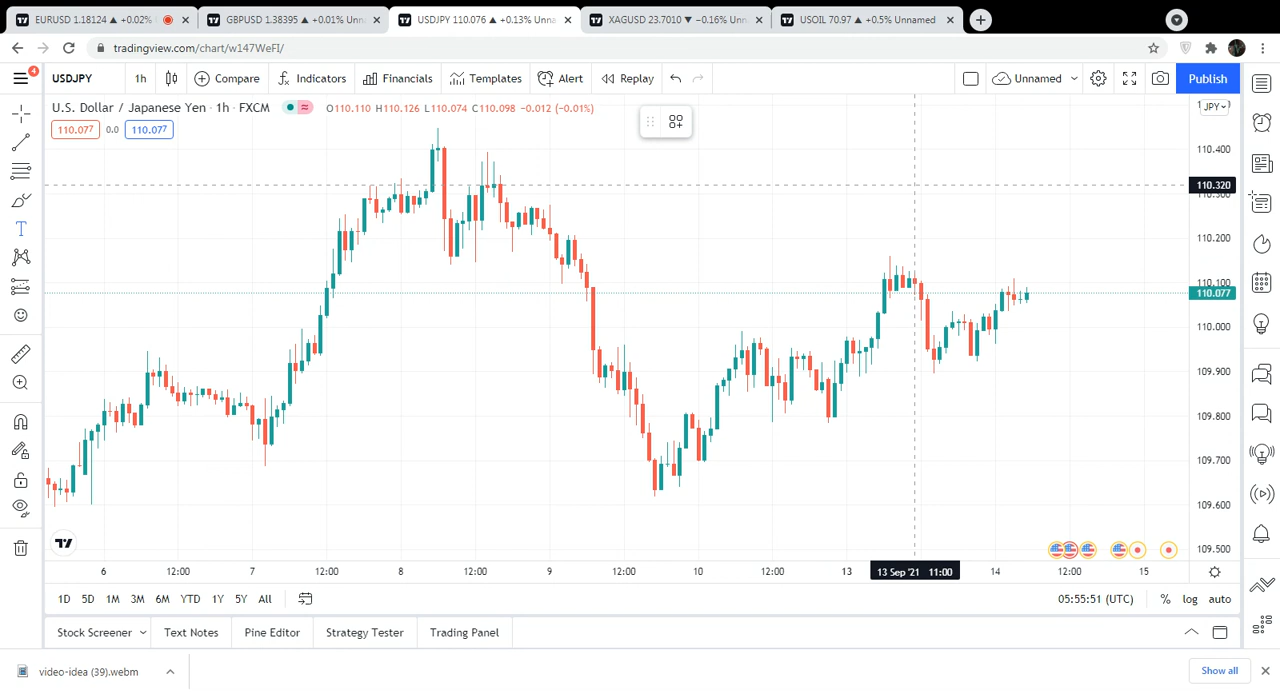 EURUSD 1.18124 ▲ +0.02%
GBPUSD 1.38395 ▲ +0.01% Unn
USDJPY 110.076 ▲ +0.13% Unna
XAGUSD 23.7010 ▼ −0.16% Unn
USOIL 70.97 ▲ +0.5% Unnamed
tradingview.com/chart/w147WeFI/
4
USDJPY
1h
Compare
Indicators
Financials
Templates
Alert
Replay
Unnamed
Publish
U.S. Dollar / Japanese Yen · 1h · FXCM
O110.110 H110.126 L110.074 C110.098 −0.012 (−0.01%)
110.077 0.0 110.077
JPY
110.400
110.320
110.300
110.200
110.100
110.077
110.000
109.900
109.800
109.700
109.600
109.500
6 12:00 7 12:00 8 12:00 9 12:00 10 12:00 13 13 Sep '21 11:00 14 12:00 15
1D 5D 1M 3M 6M YTD 1Y 5Y All
05:55:51 (UTC) % log auto
Stock Screener Text Notes Pine Editor Strategy Tester Trading Panel
video-idea (39).webm
Show all